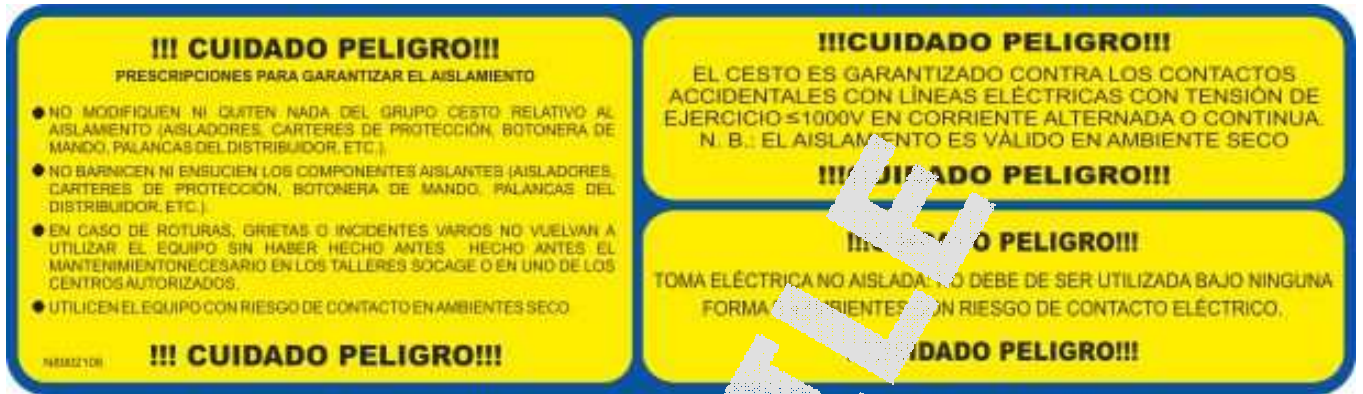 !!! CUIDADO PELIGRO!!!
PRESCRIPCIONES PARA GARANTIZAR EL AISLAMIENTO
● NO MODIFIQUEN NI QUITEN NADA DEL GRUPO CESTO RELATIVO AL
AISLAMIENTO (AISLADORES, CARTERES DE PROTECCIÓN, BOTONERA DE
MANDO, PALANCAS DEL DISTRIBUIDOR, ETC.).
● NO BARNICEN NI ENSUCIEN LOS COMPONENTES AISLANTES (AISLADORES,
CARTERES DE PROTECCIÓN, BOTONERA DE MANDO, PALANCAS DEL
DISTRIBUIDOR, ETC.).
● EN CASO DE ROTURAS, GRIETAS O INCIDENTES VARIOS NO VUELVAN A
UTILIZAR EL EQUIPO SIN HABER HECHO ANTES HECHO ANTES EL
MANTENIMIENTONECESARIO EN LOS TALLERES SOCAGE O EN UNO DE LOS
CENTROS AUTORIZADOS.
● UTILICEN EL EQUIPO CON RIESGO DE CONTACTO EN AMBIENTES SECO
!!! CUIDADO PELIGRO!!!
!!!CUIDADO PELIGRO!!!
EL CESTO ES GARANTIZADO CONTRA LOS CONTACTOS
ACCIDENTALES CON LÍNEAS ELÉCTRICAS CON TENSIÓN DE
EJERCICIO ≤1000V EN CORRIENTE ALTERNADA O CONTINUA.
N. B.: EL AISLAMIENTO ES VÀLIDO EN AMBIENTE SECO
!!!CUIDADO PELIGRO!!!
PELIGRO!!!
TOMA ELÉCTRICA NO AISLADA: NO DEBE DE SER UTILIZADA BAJO NINGUNA
FORMA RIESGO DE CONTACTO ELÉCTRICO.
CUIDADO PELIGRO!!!